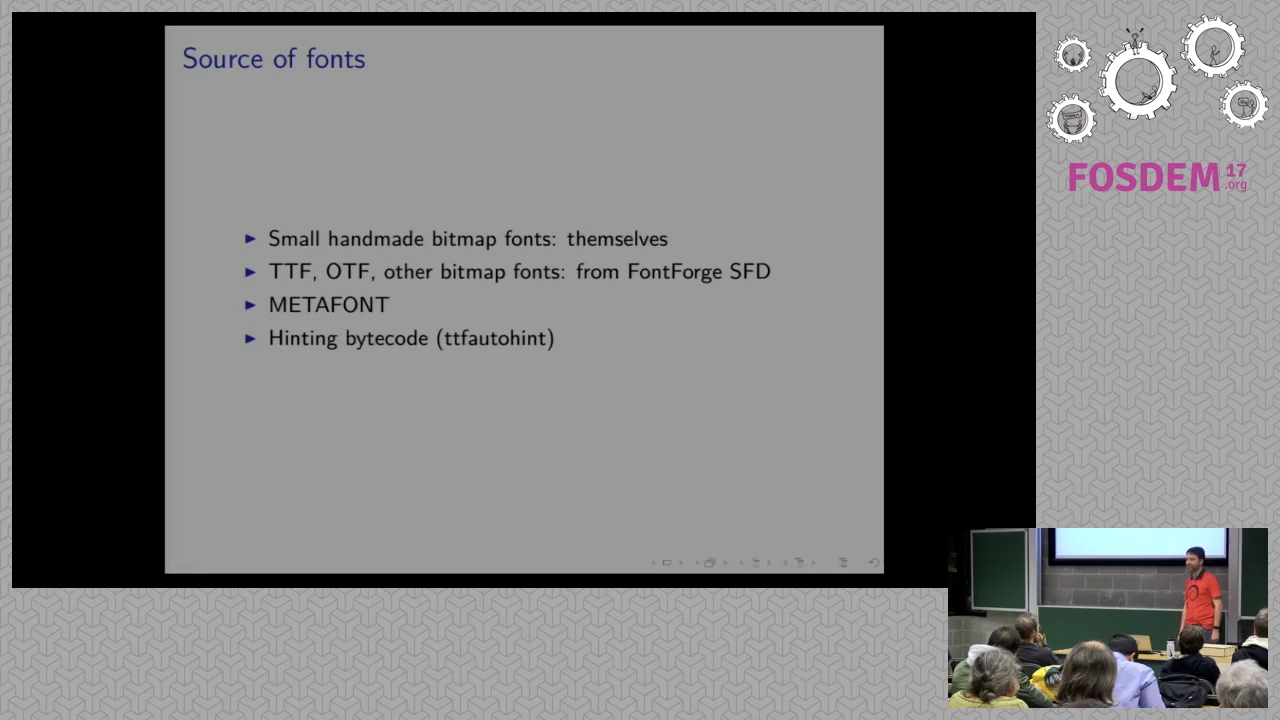 Source of fonts
Small handmade bitmap fonts: themselves
TTF, OTF, other bitmap fonts: from FontForge SFD
METAFONT
Hinting bytecode (ttfautohint)
FOSDEM 17
.org